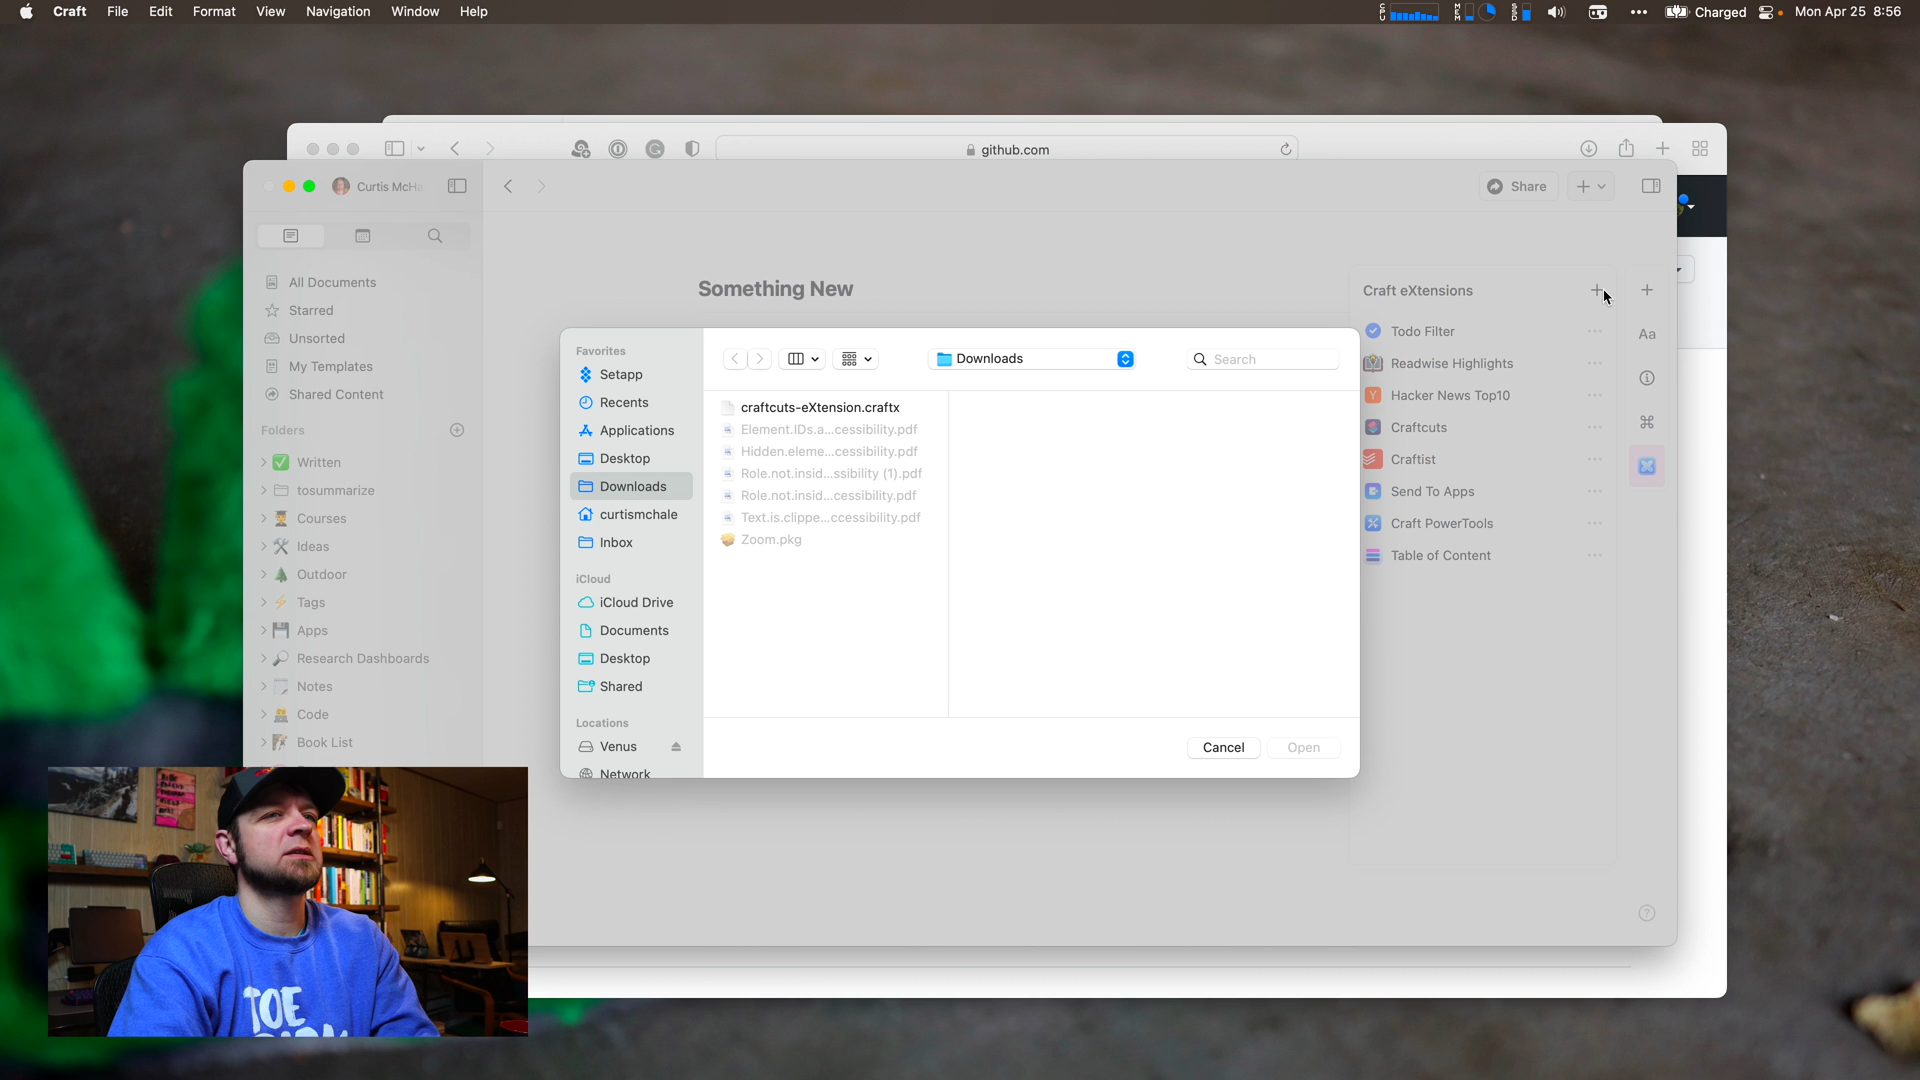 Craft File Edit Format View Navigation Window Help
CPU MEM SSD Charged Mon Apr 25 8:56
github.com
Curtis McHa
Share
All Documents
Starred
Unsorted
My Templates
Shared Content
Folders
Written
tosummarize
Courses
Ideas
Outdoor
Tags
Apps
Research Dashboards
Notes
Code
Book List
Something New
Favorites
Setapp
Recents
Applications
Desktop
Downloads
curtismchale
Inbox
iCloud
iCloud Drive
Documents
Desktop
Shared
Locations
Venus
Network
Downloads
Search
craftcuts-eXtension.craftx
Element.IDs.a...cessibility.pdf
Hidden.eleme...cessibility.pdf
Role.not.insid...ssibility (1).pdf
Role.not.insid...cessibility.pdf
Text.is.clippe...ccessibility.pdf
Zoom.pkg
Cancel Open
Craft eXtensions
Todo Filter
Readwise Highlights
Hacker News Top10
Craftcuts
Craftist
Send To Apps
Craft PowerTools
Table of Content
Aa
TOE